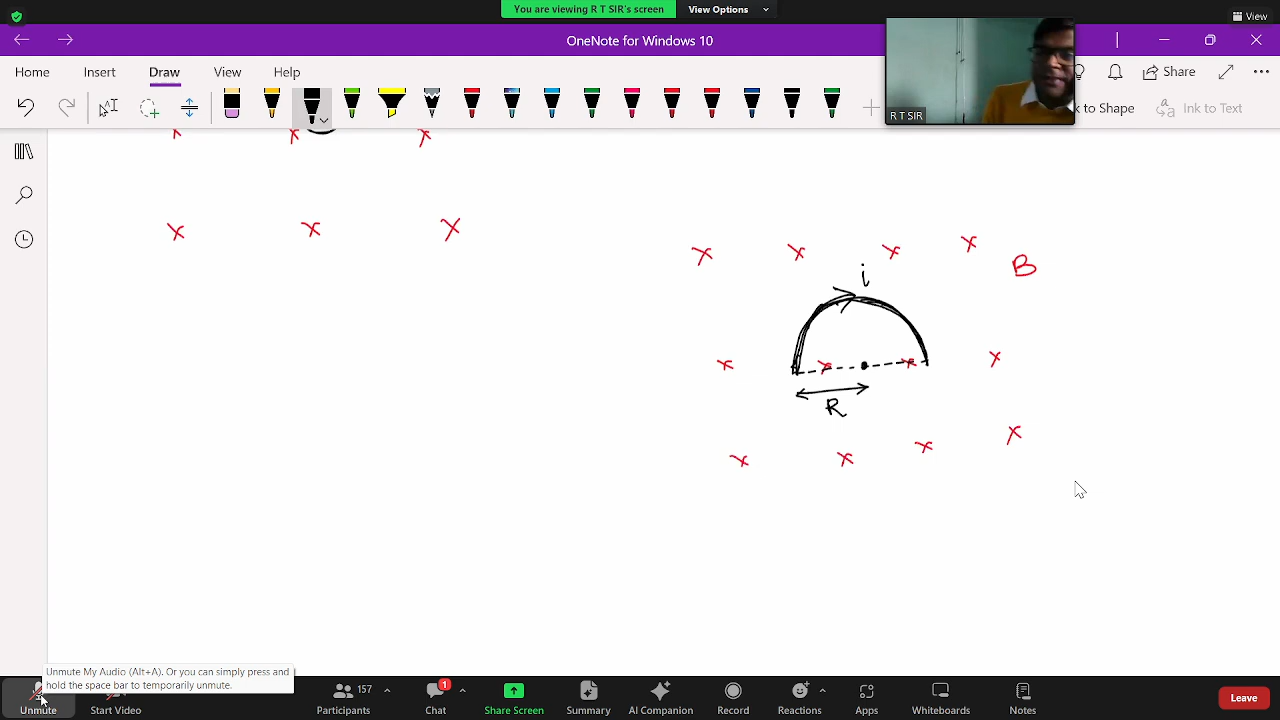 You are viewing R T SIR's screen
View Options
View
OneNote for Windows 10
Home
Insert
Draw
View
Help
Share
R T SIR
k to Shape
Ink to Text
x x x
x x x
x x x x
B
i
x x x x
R
x x x x
Unmute My Audio (Alt+A). Or you can simply press and
hold the space bar to temporarily unmute.
Unmute
Start Video
Participants
157
Chat
1
Share Screen
Summary
AI Companion
Record
Reactions
Apps
Whiteboards
Notes
Leave